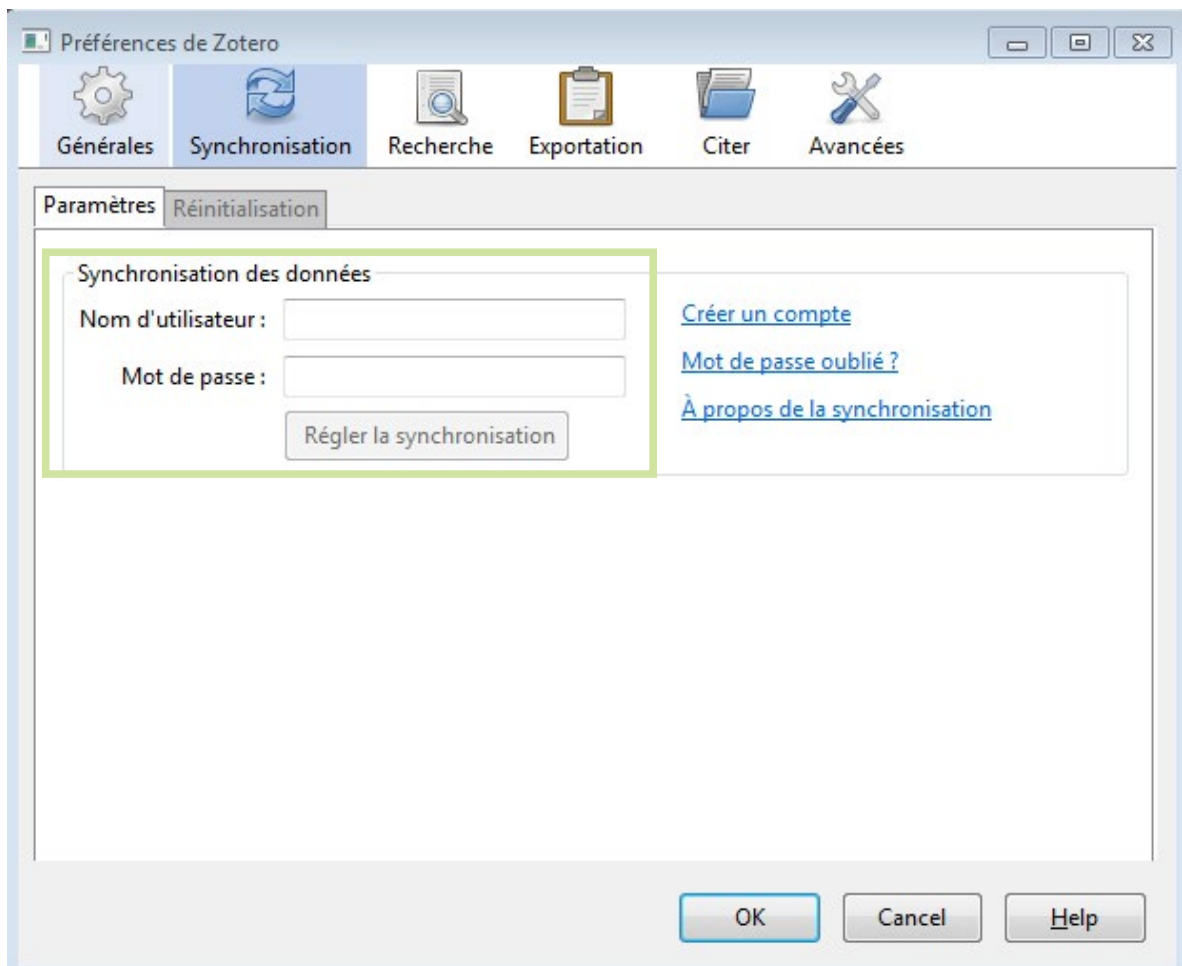 Préférences de Zotero
Générales Synchronisation Recherche Exportation Citer Avancées
Paramètres Réinitialisation
Synchronisation des données
Nom d'utilisateur :
Mot de passe :
Régler la synchronisation
Créer un compte
Mot de passe oublié ?
À propos de la synchronisation
OK Cancel Help